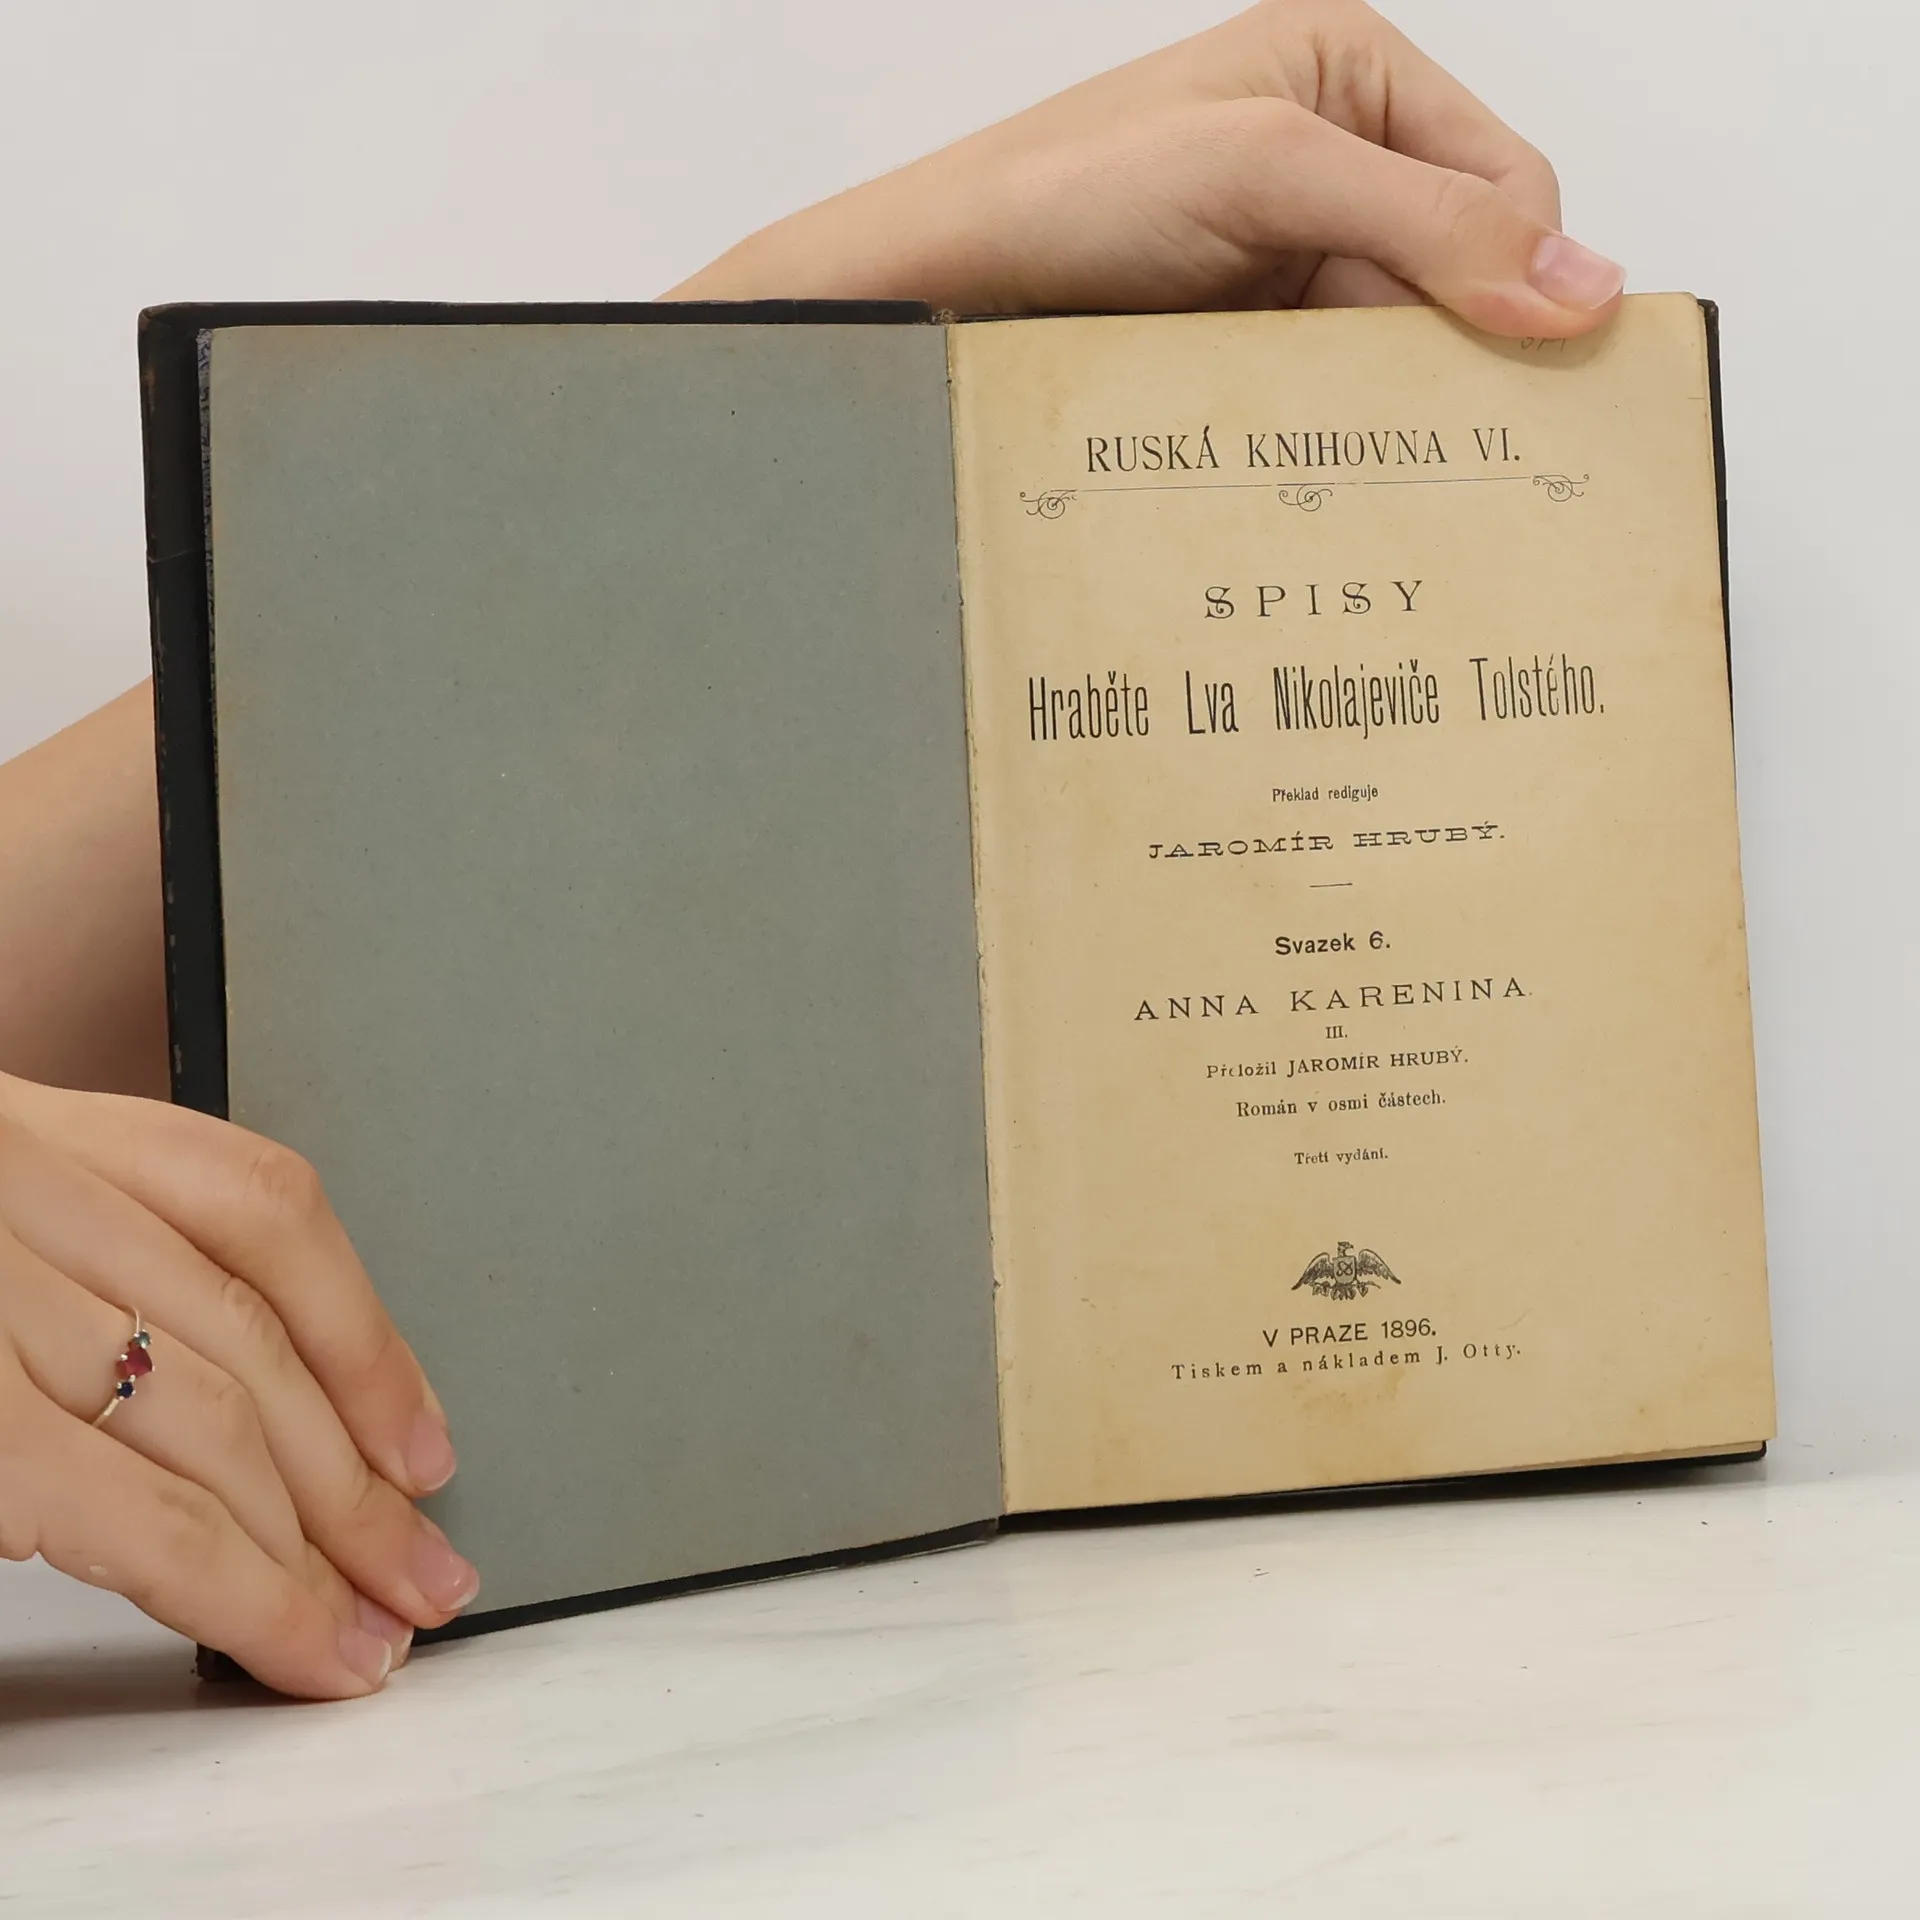 RUSKÁ KNIHOVNA VI.
SPISY
Hraběte Lva Nikolajeviče Tolstého.
Překlad rediguje
JAROMÍR HRUBÝ.
Svazek 6.
ANNA KARENINA.
III.
Přeložil JAROMÍR HRUBÝ.
Román v osmi částech.
Třetí vydání.
V PRAZE 1896.
Tiskem a nákladem J. Otty.